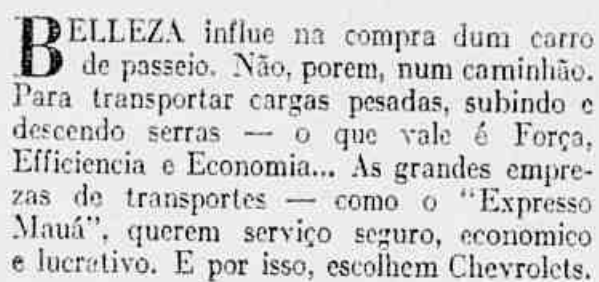 BELLEZA influe na compra dum carro
de passeio. Não, porem, num caminhão.
Para transportar cargas pesadas, subindo e
descendo serras — o que vale é Força,
Efficiencia e Economia... As grandes empre-
zas de transportes — como o "Expresso
Mauá", querem serviço seguro, economico
e lucrativo. E por isso, escolhem Chevrolets.